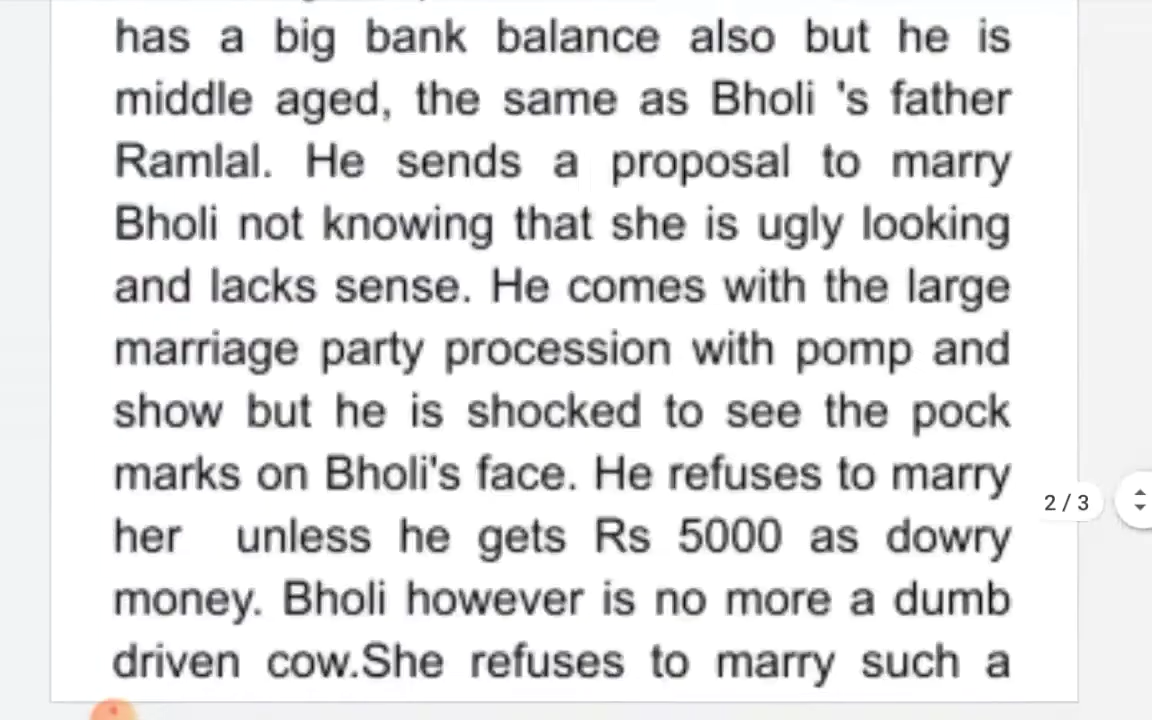 has a big bank balance also but he is
middle aged, the same as Bholi 's father
Ramlal. He sends a proposal to marry
Bholi not knowing that she is ugly looking
and lacks sense. He comes with the large
marriage party procession with pomp and
show but he is shocked to see the pock
marks on Bholi's face. He refuses to marry
her unless he gets Rs 5000 as dowry
money. Bholi however is no more a dumb
driven cow.She refuses to marry such a
2 / 3